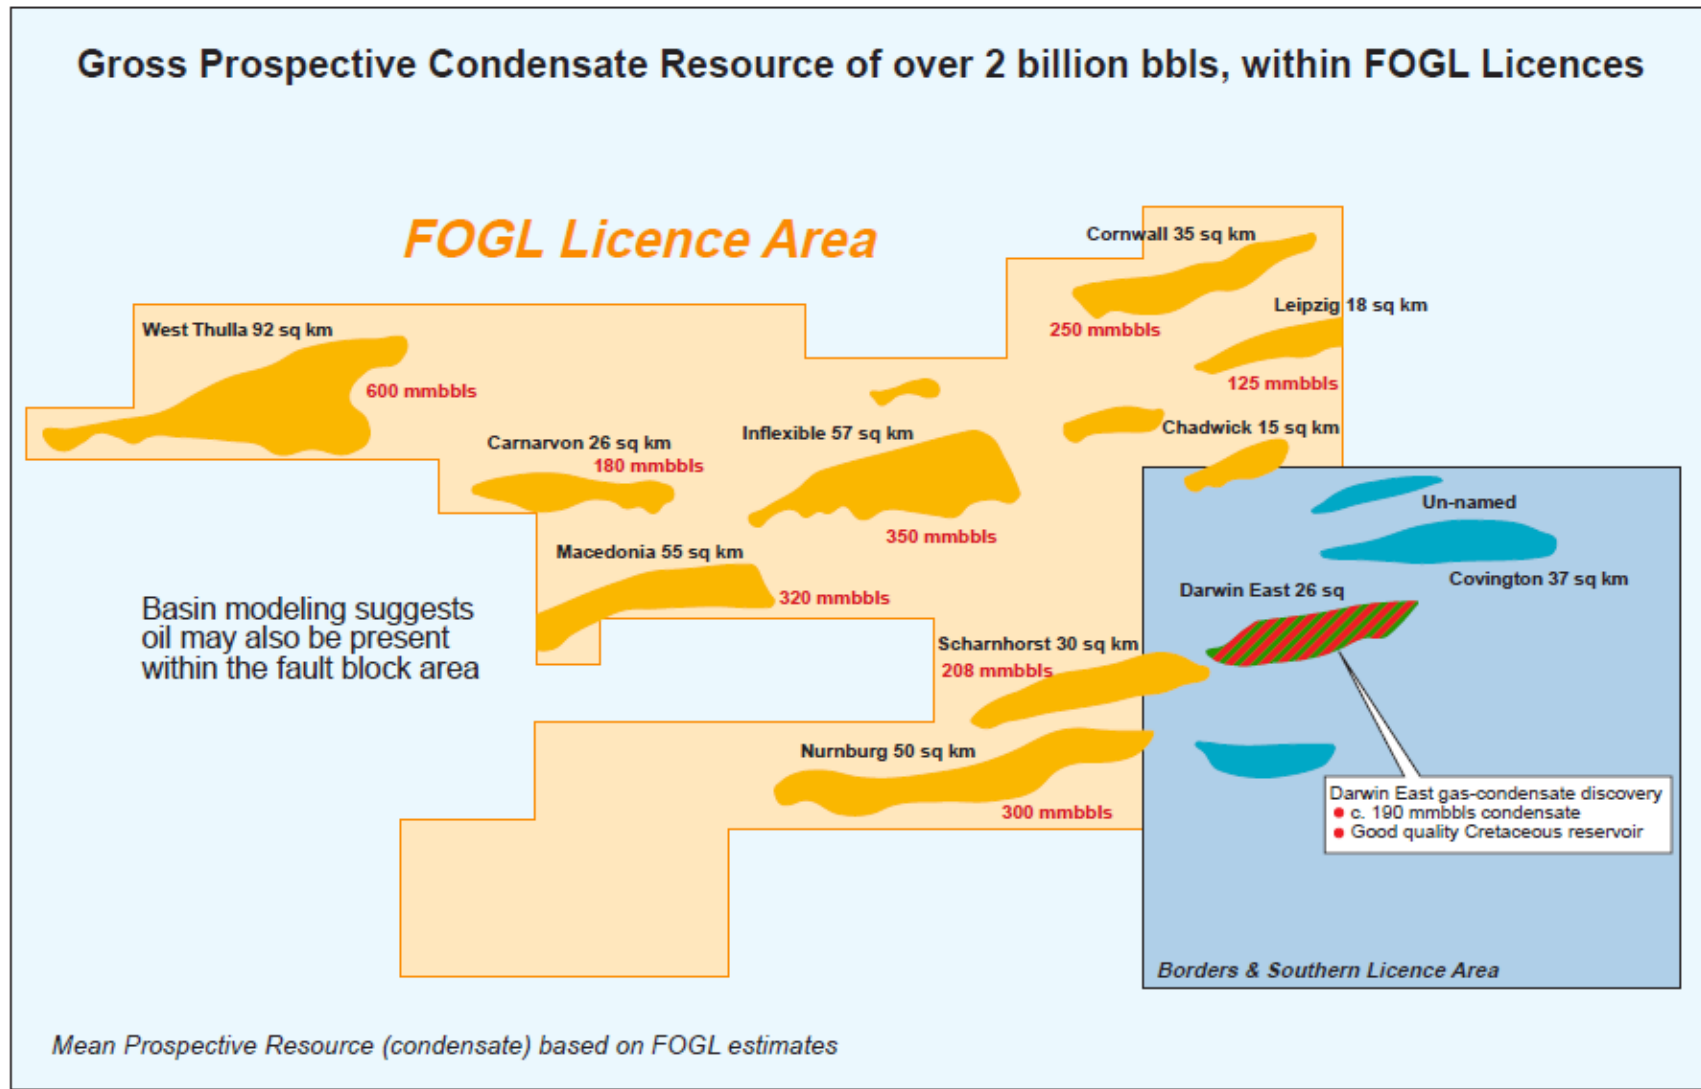 Gross Prospective Condensate Resource of over 2 billion bbls, within FOGL Licences
FOGL Licence Area
Cornwall 35 sq km
250 mmbbls
Leipzig 18 sq km
125 mmbbls
West Thulla 92 sq km
600 mmbbls
Carnarvon 26 sq km
180 mmbbls
Inflexible 57 sq km
350 mmbbls
Chadwick 15 sq km
Un-named
Covington 37 sq km
Macedonia 55 sq km
320 mmbbls
Darwin East 26 sq
Basin modeling suggests
oil may also be present
within the fault block area
Scharnhorst 30 sq km
208 mmbbls
Nurnburg 50 sq km
300 mmbbls
Darwin East gas-condensate discovery
● c. 190 mmbbls condensate
● Good quality Cretaceous reservoir
Borders & Southern Licence Area
Mean Prospective Resource (condensate) based on FOGL estimates